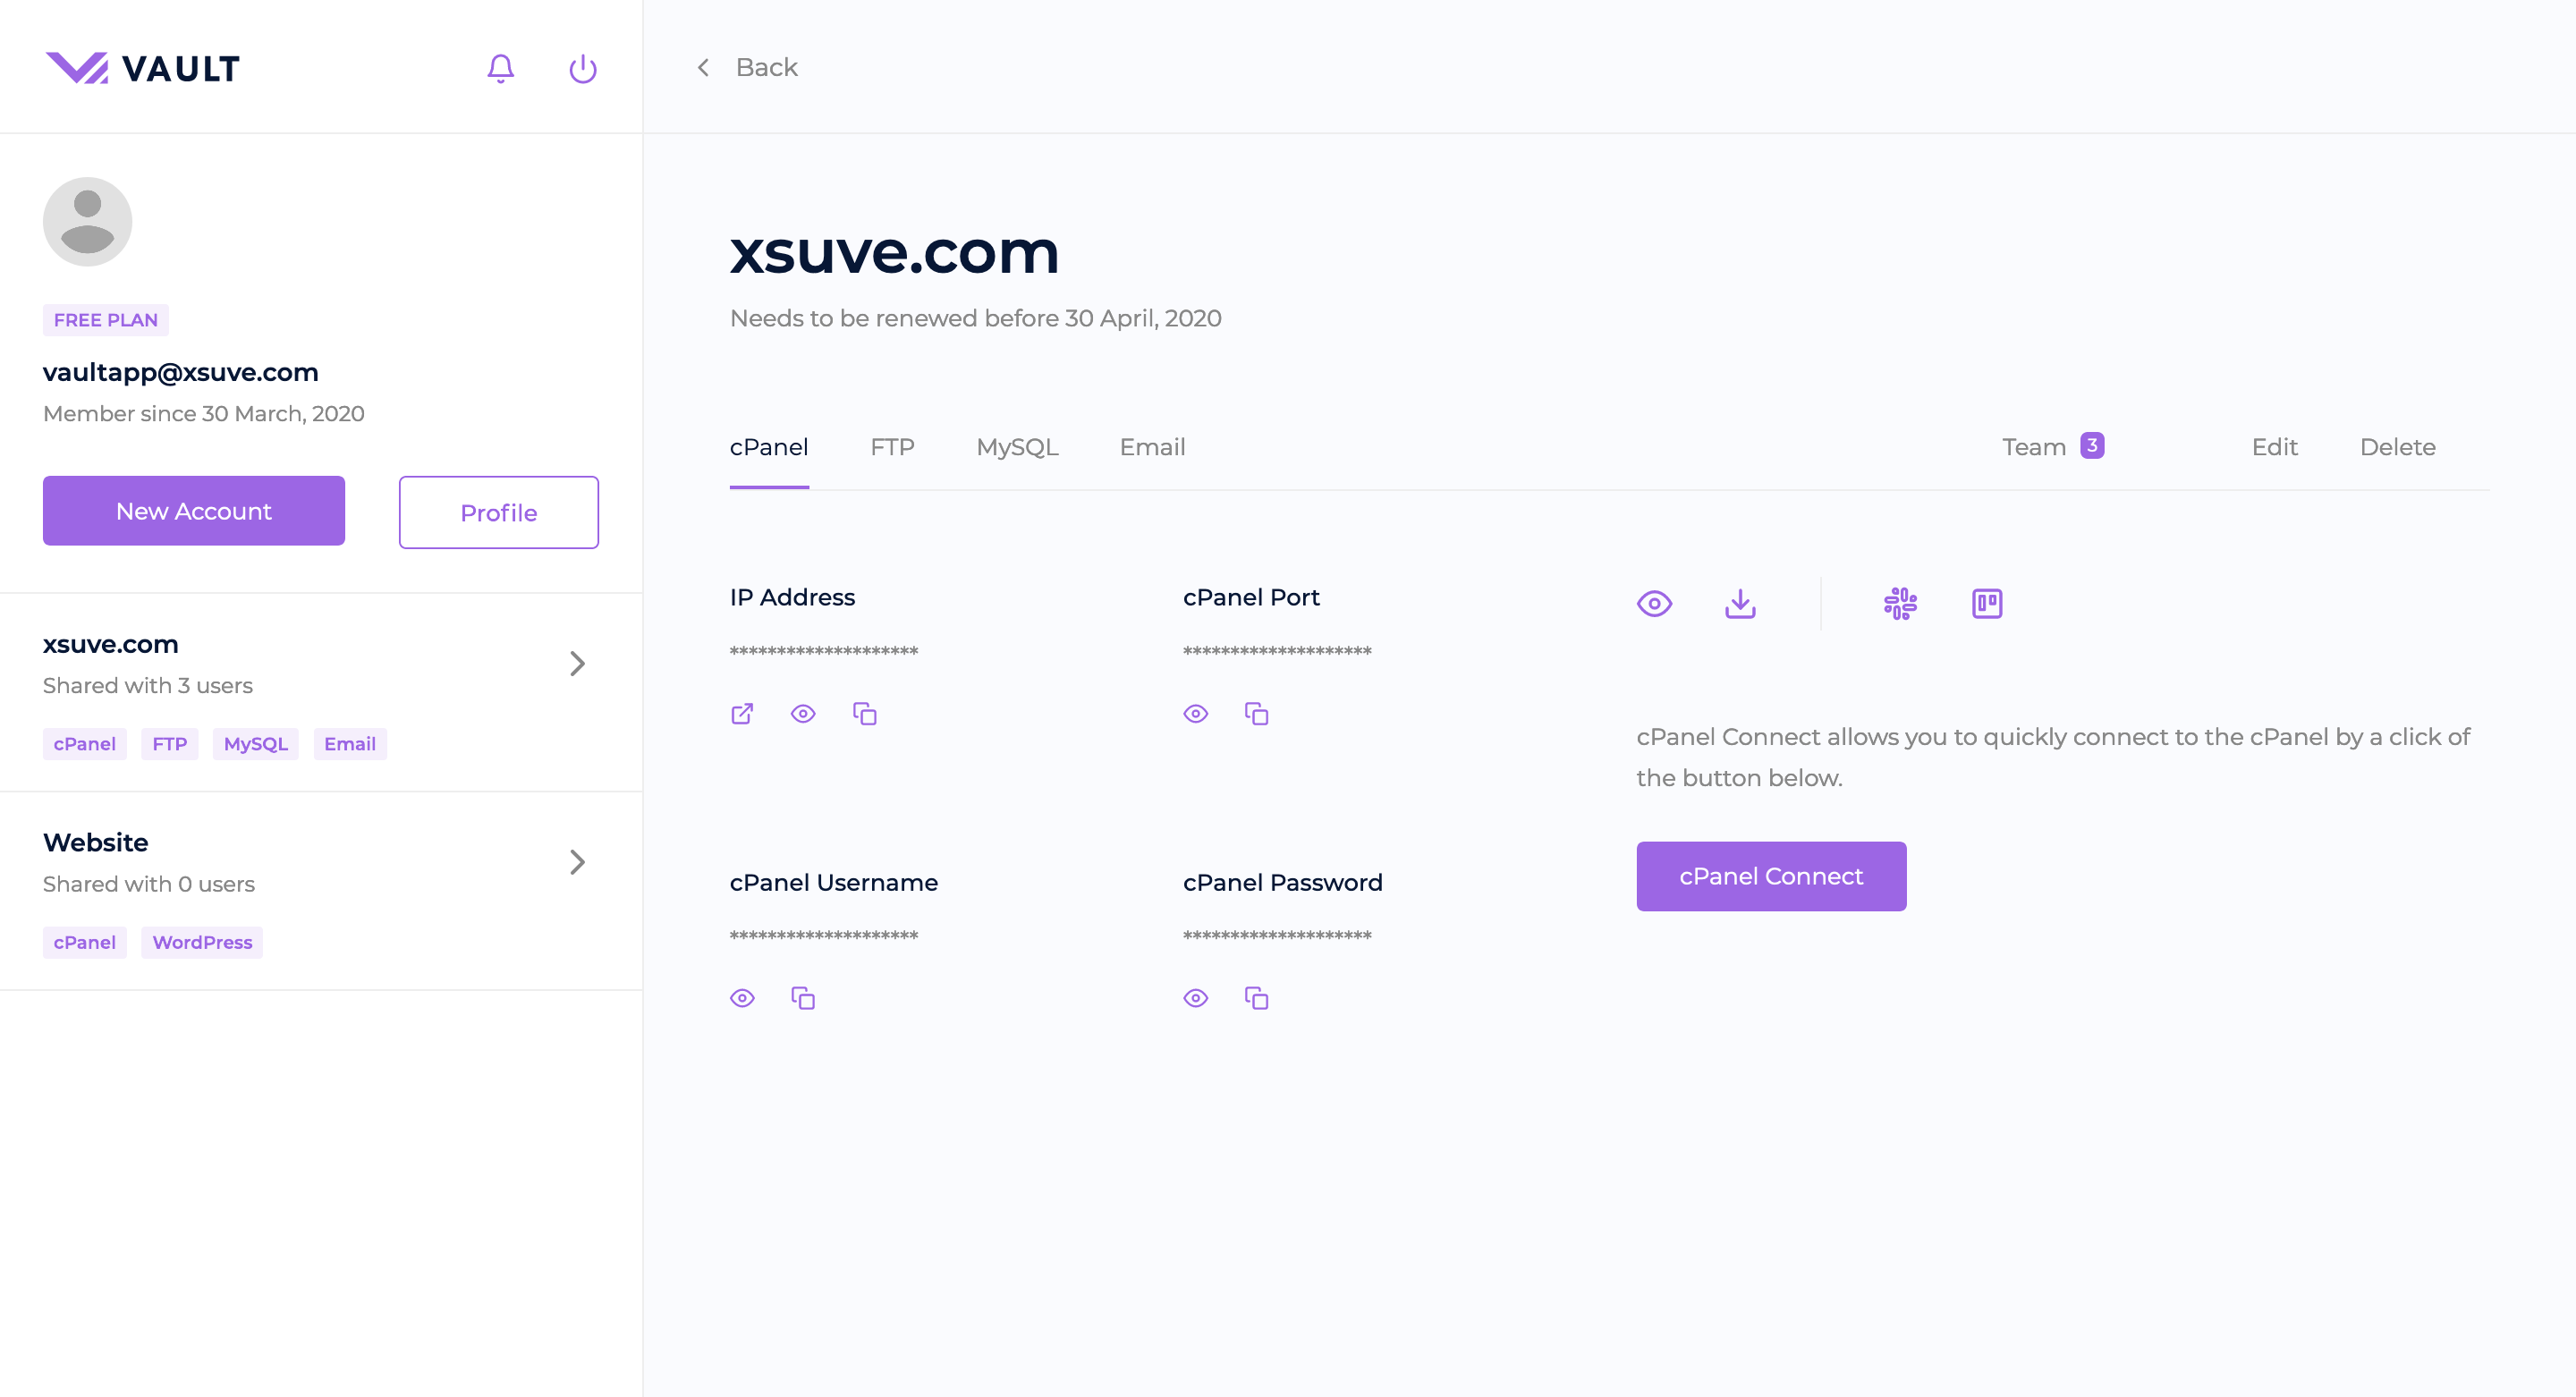 VAULT
FREE PLAN
vaultapp@xsuve.com
Member since 30 March, 2020
New Account
Profile
xsuve.com
Shared with 3 users
cPanel FTP MySQL Email
Website
Shared with 0 users
cPanel WordPress
Back
xsuve.com
Needs to be renewed before 30 April, 2020
cPanel FTP MySQL Email Team 3 Edit Delete
IP Address
********************
cPanel Port
********************
cPanel Username
********************
cPanel Password
********************
cPanel Connect allows you to quickly connect to the cPanel by a click of
the button below.
cPanel Connect